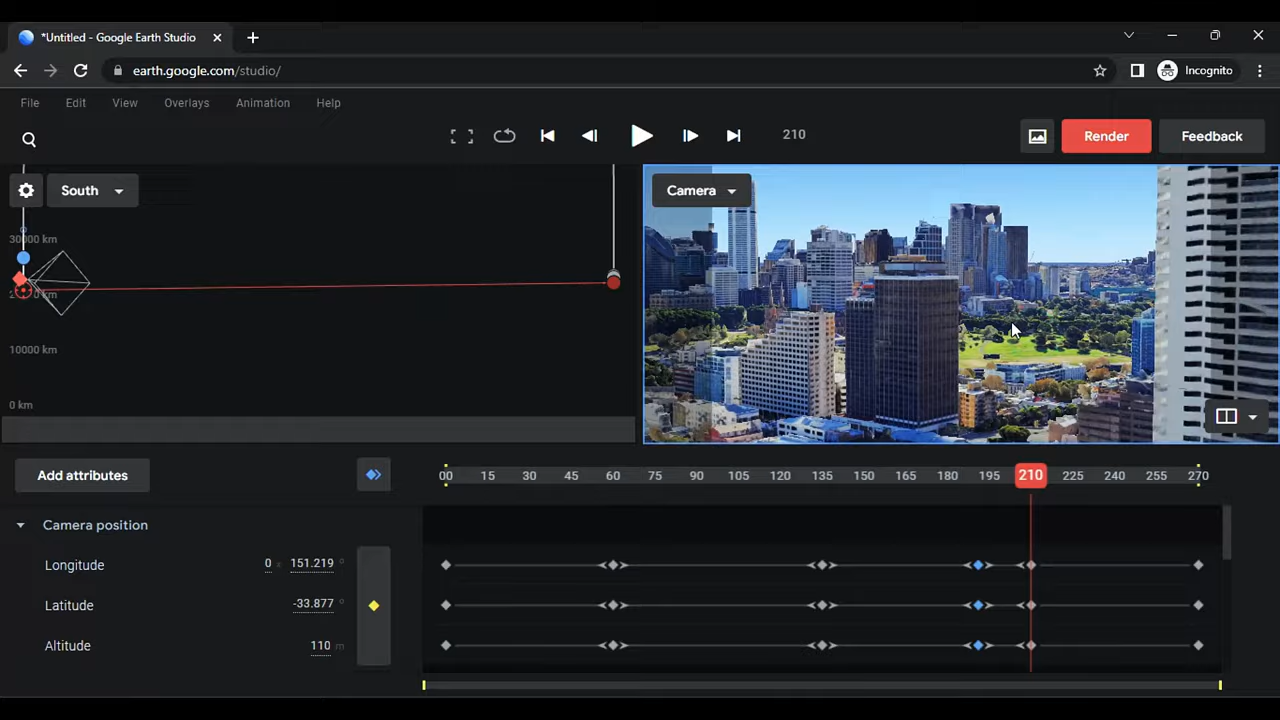 *Untitled - Google Earth Studio
earth.google.com/studio/
Incognito
File Edit View Overlays Animation Help
210
Render
Feedback
South
Camera
30000 km
10000 km
0 km
Add attributes
00 15 30 45 60 75 90 105 120 135 150 165 180 195 210 225 240 255 270
Camera position
Longitude 0 x 151.219 °
Latitude -33.877 °
Altitude 110 m